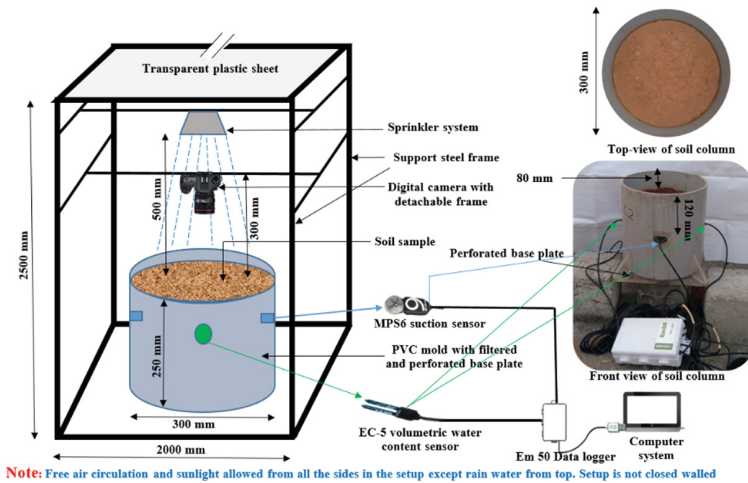 Transparent plastic sheet
2500 mm
500 mm
300 mm
Sprinkler system
Support steel frame
Digital camera with
detachable frame
Soil sample
250 mm
300 mm
2000 mm
MPS6 suction sensor
PVC mold with filtered
and perforated base plate
EC-5 volumetric water
content sensor
Em 50 Data logger
Computer
system
300 mm
Top-view of soil column
80 mm
120 mm
Perforated base plate
Front view of soil column
Note: Free air circulation and sunlight allowed from all the sides in the setup except rain water from top. Setup is not closed walled